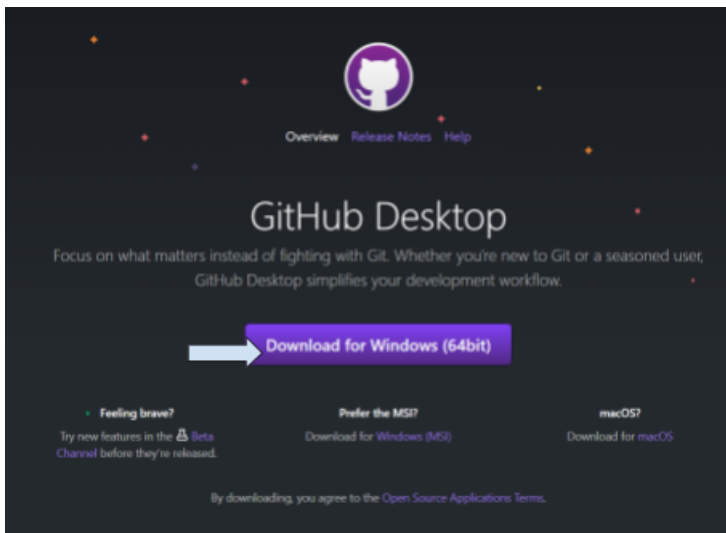 Overview Release Notes Help
GitHub Desktop
Focus on what matters instead of fighting with Git. Whether you're new to Git or a seasoned user,
GitHub Desktop simplifies your development workflow.
Download for Windows (64bit)
Feeling brave?
Try new features in the Beta
Channel before they're released.
Prefer the MSI?
Download for Windows (MSI)
macOS?
Download for macOS
By downloading, you agree to the Open Source Applications Terms.